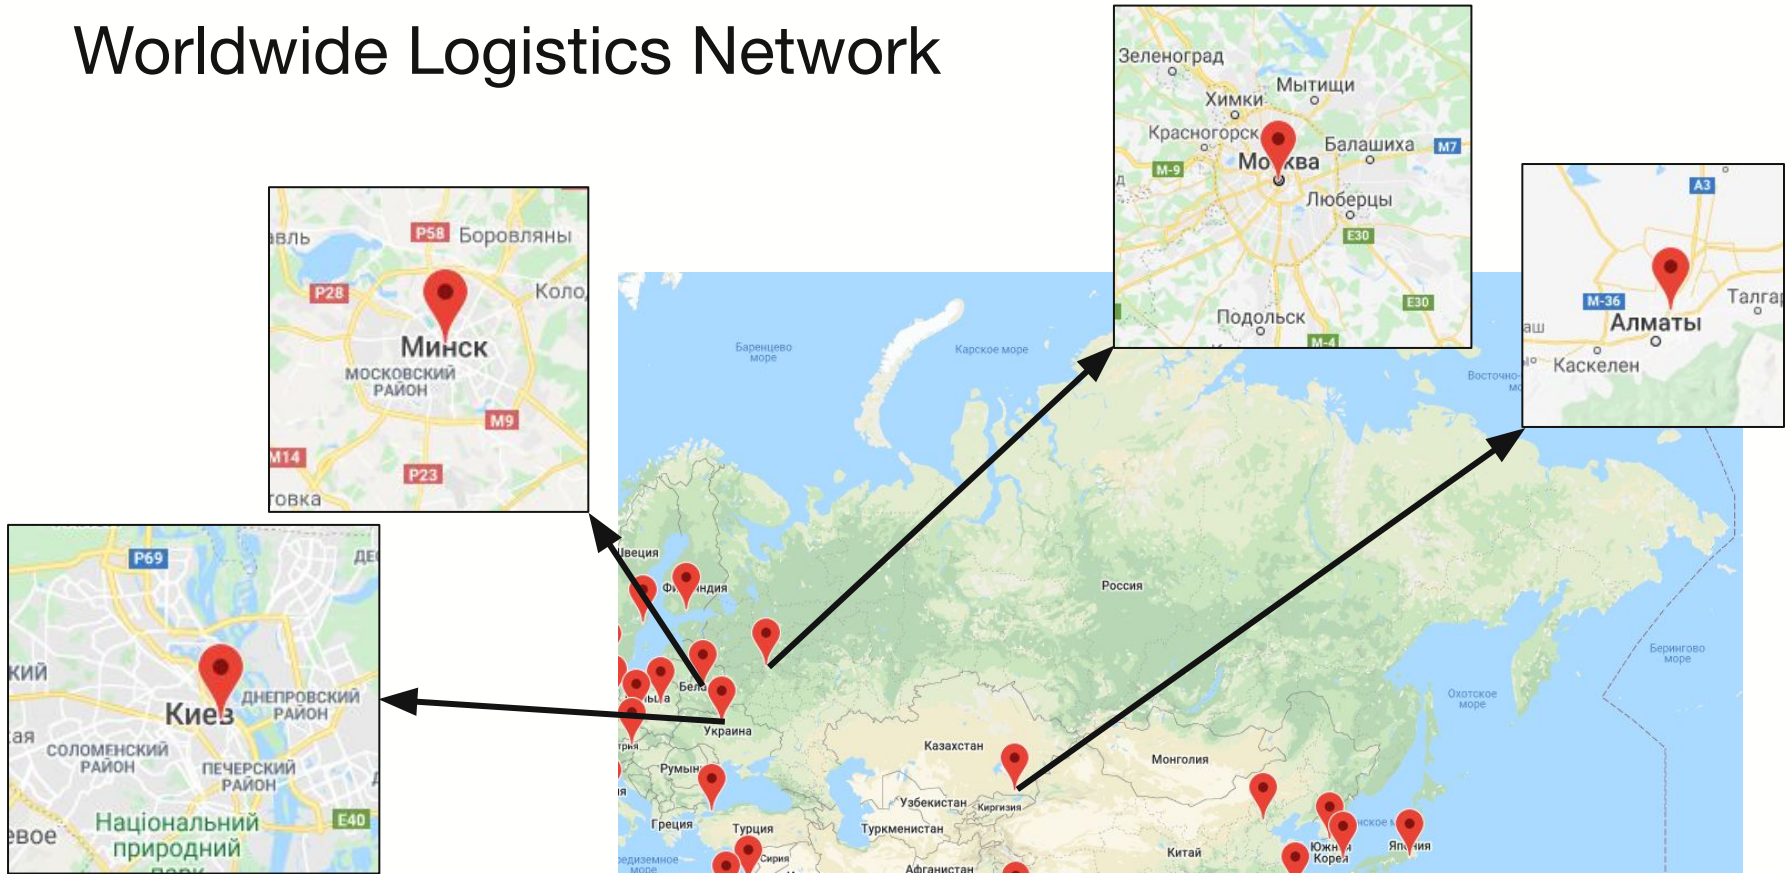 Worldwide Logistics Network
Зеленоград
Мытищи
Химки
Красногорск
Балашиха
M7
Москва
M-9
Люберцы
E30
E30
Подольск
M-4
A3
M-36
Талгар
Алматы
Каскелен
P58
Боровляны
P28
Минск
МОСКОВСКИЙ
РАЙОН
M9
M14
P23
P69
Киев
ДНЕПРОВСКИЙ
РАЙОН
СОЛОМЕНСКИЙ
РАЙОН
ПЕЧЕРСКИЙ
РАЙОН
E40
Національний
природний
парк
Баренцево
море
Карское море
Россия
Берингово
море
Охотское
море
Украина
Казахстан
Монголия
Узбекистан
Киргизия
Греция
Турция
Туркменистан
Сирия
Афганистан
Китай
Южная
Корея
Япония